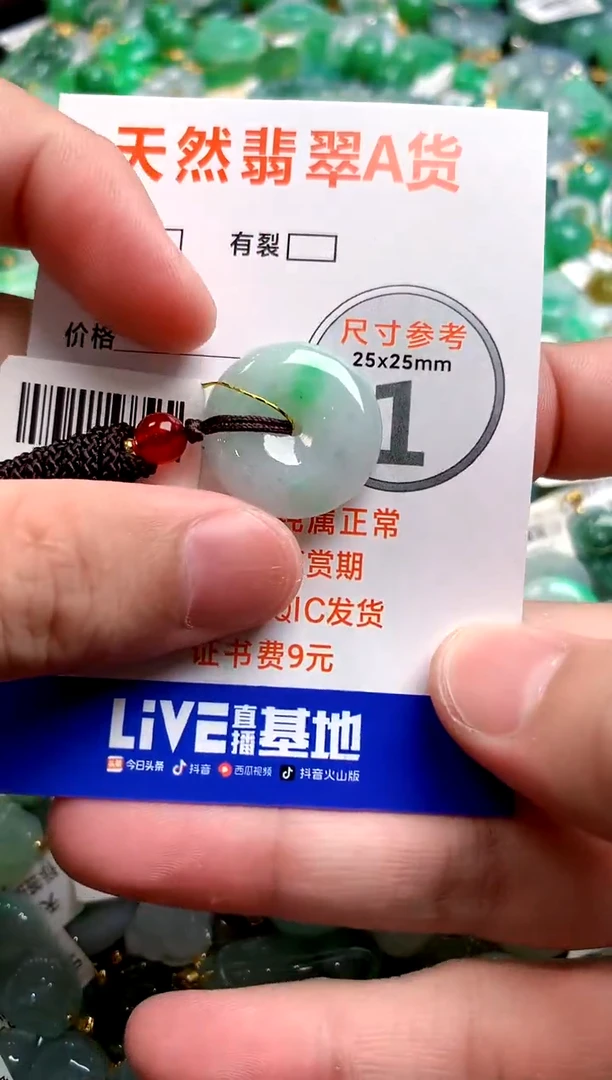 天然翡翠A货
有裂
价格
尺寸参考
25x25mm
1
属正常
赏期
IC发货
证书费9元
LiVE直播基地
今日头条 抖音 西瓜视频 抖音火山版